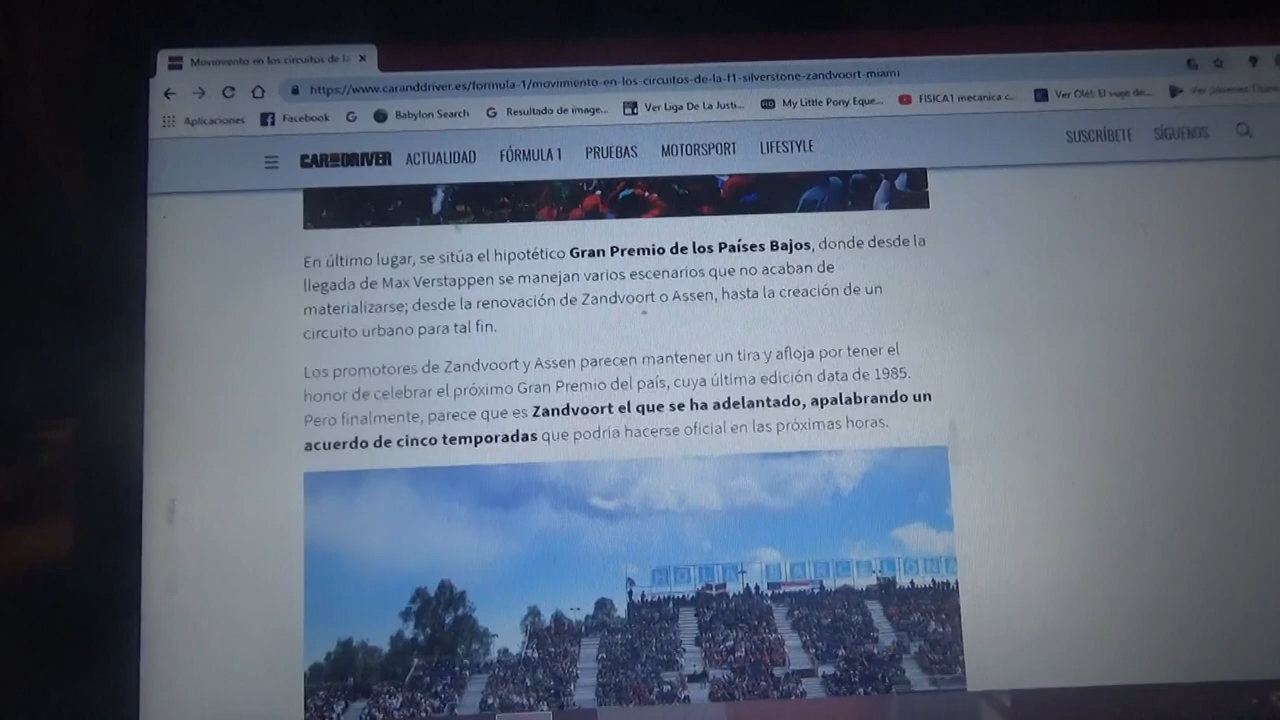 Movimiento en los circuitos de la
https://www.caranddriver.es/formula-1/movimiento-en-los-circuitos-de-la-f1-silverstone-zandvoort-miami
Aplicaciones Facebook Babylon Search Resultado de image... Ver Liga De La Justi... My Little Pony Eque... FISICA1 mecanica c... Ver Olé!: El viaje de...
CAR AND DRIVER ACTUALIDAD FÓRMULA 1 PRUEBAS MOTORSPORT LIFESTYLE SUSCRÍBETE SÍGUENOS
En último lugar, se sitúa el hipotético Gran Premio de los Países Bajos, donde desde la
llegada de Max Verstappen se manejan varios escenarios que no acaban de
materializarse; desde la renovación de Zandvoort o Assen, hasta la creación de un
circuito urbano para tal fin.
Los promotores de Zandvoort y Assen parecen mantener un tira y afloja por tener el
honor de celebrar el próximo Gran Premio del país, cuya última edición data de 1985.
Pero finalmente, parece que es Zandvoort el que se ha adelantado, apalabrando un
acuerdo de cinco temporadas que podría hacerse oficial en las próximas horas.
HOLA BARCELONA